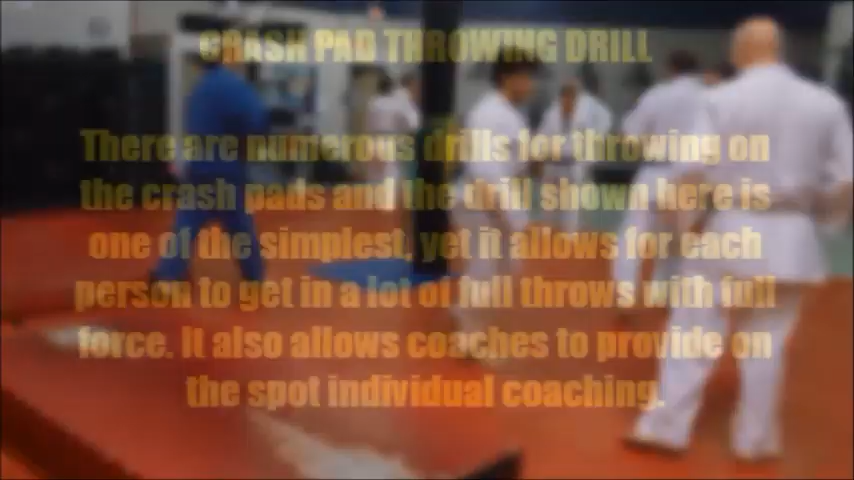 CRASH PAD THROWING DRILL
There are numerous drills for throwing on
the crash pads and the drill shown here is
one of the simplest, yet it allows for each
person to get in a lot of full throws with full
force. It also allows coaches to provide on
the spot individual coaching.